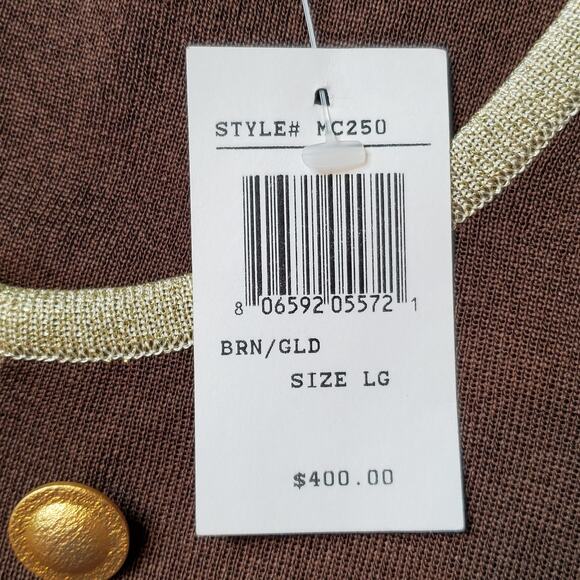 STYLE# MC250
8 06592 05572 1
BRN/GLD
SIZE LG
$400.00